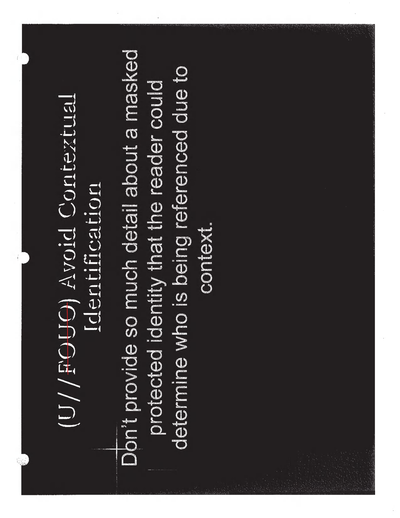 (U//FOUO) Avoid Contextual
Identification
Don't provide so much detail about a masked
protected identity that the reader could
determine who is being referenced due to
context.